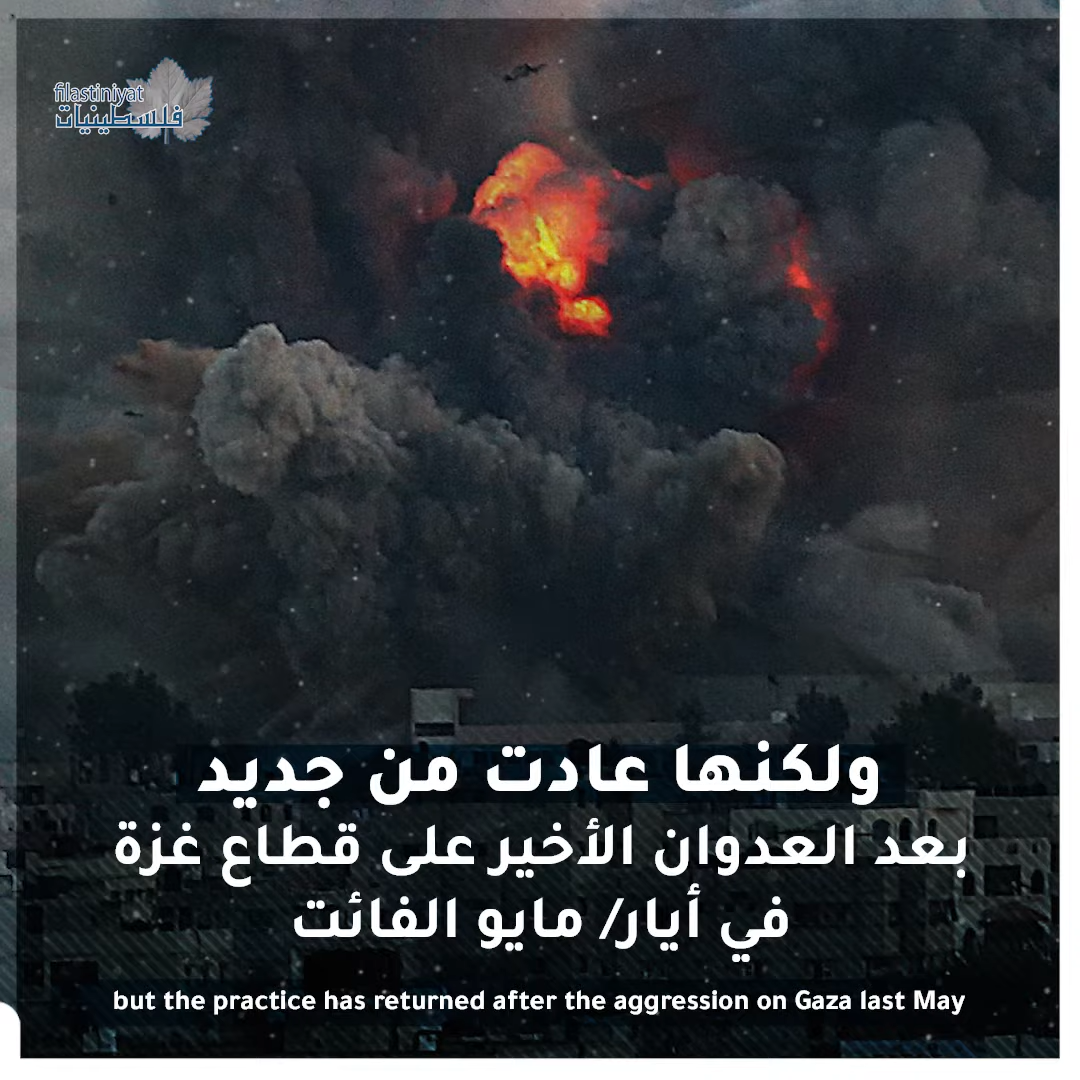 filastiniyat
فلسطينيات
ولكنها عادت من جديد
بعد العدوان الأخير على قطاع غزة
في أيار/ مايو الفائت
but the practice has returned after the aggression on Gaza last May